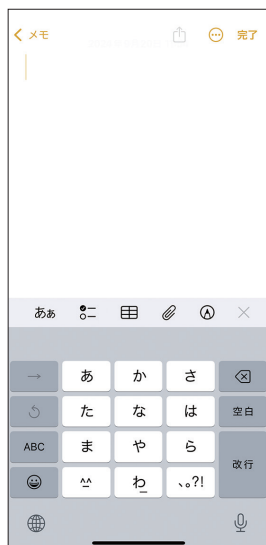 メモ
完了
あぁ
→ あ か さ
た な は 空白
ABC ま や ら 改行
^^ わ_ 、。?!